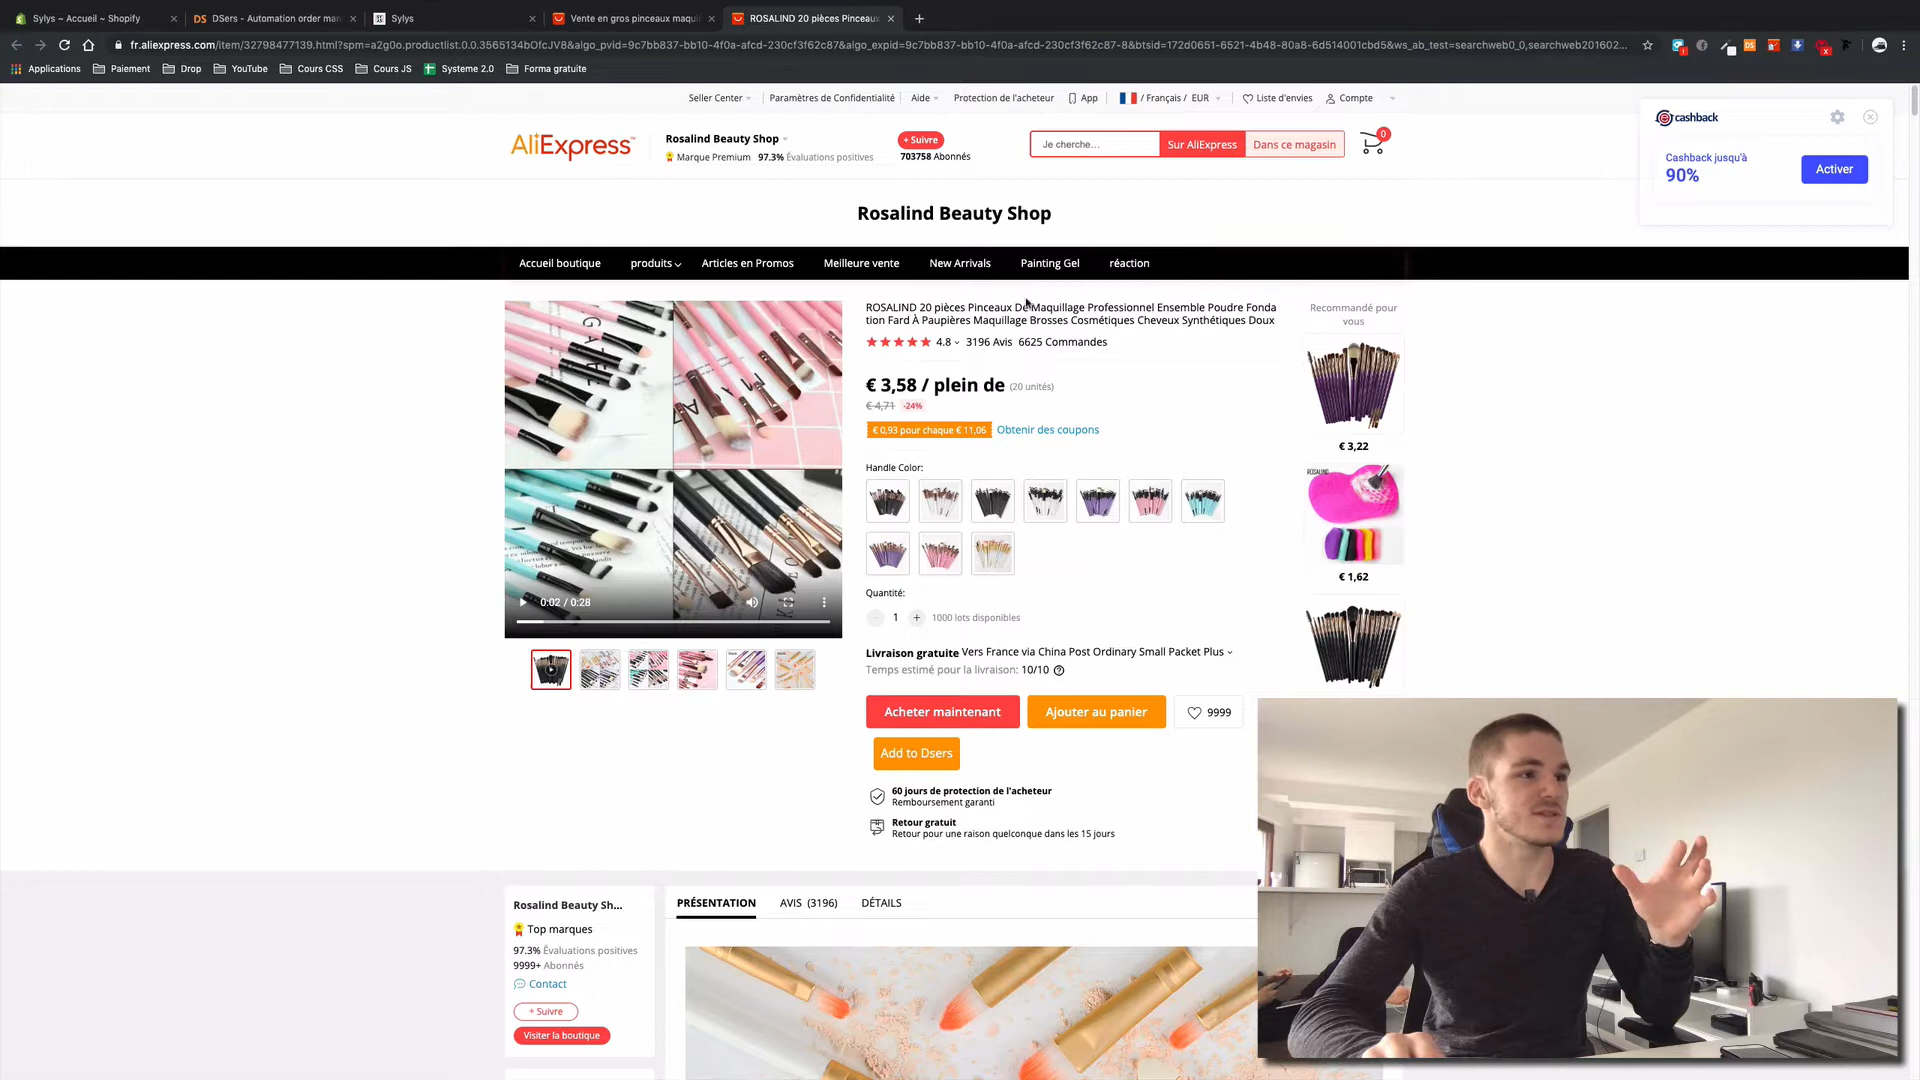 Sylys ~ Accueil ~ Shopify
DSers - Automation order man
Sylys
Vente en gros pinceaux maqui
ROSALIND 20 pièces Pinceaux
fr.aliexpress.com/item/32798477139.html?spm=a2g0o.productlist.0.0.3565134bOfcJV8&algo_pvid=9c7bb837-bb10-4f0a-afcd-230cf3f62c87&algo_expid=9c7bb837-bb10-4f0a-afcd-230cf3f62c87-8&btsid=172d0651-6521-4b48-80a8-6d514001cbd5&ws_ab_test=searchweb0_0,searchweb201602...
Applications Paiement Drop YouTube Cours CSS Cours JS Systeme 2.0 Forma gratuite
Seller Center Paramètres de Confidentialité Aide Protection de l'acheteur App / Français / EUR Liste d'envies Compte
AliExpress
Rosalind Beauty Shop
Marque Premium 97.3% Évaluations positives
+ Suivre
703758 Abonnés
Je cherche... Sur AliExpress Dans ce magasin
0
cashback
Cashback jusqu'à
90%
Activer
Rosalind Beauty Shop
Accueil boutique produits Articles en Promos Meilleure vente New Arrivals Painting Gel réaction
ROSALIND 20 pièces Pinceaux De Maquillage Professionnel Ensemble Poudre Fonda
tion Fard À Paupières Maquillage Brosses Cosmétiques Cheveux Synthétiques Doux
4.8 3196 Avis 6625 Commandes
€ 3,58 / plein de (20 unités)
€ 4,71 -24%
€ 0,93 pour chaque € 11,06 Obtenir des coupons
Handle Color:
Quantité:
1 1000 lots disponibles
Livraison gratuite Vers France via China Post Ordinary Small Packet Plus
Temps estimé pour la livraison: 10/10
Acheter maintenant Ajouter au panier 9999
Add to Dsers
60 jours de protection de l'acheteur
Remboursement garanti
Retour gratuit
Retour pour une raison quelconque dans les 15 jours
0:02 / 0:28
Recommandé pour
vous
€ 3,22
ROSALIND
€ 1,62
Rosalind Beauty Sh...
Top marques
97.3% Évaluations positives
9999+ Abonnés
Contact
+ Suivre
Visiter la boutique
PRÉSENTATION AVIS (3196) DÉTAILS